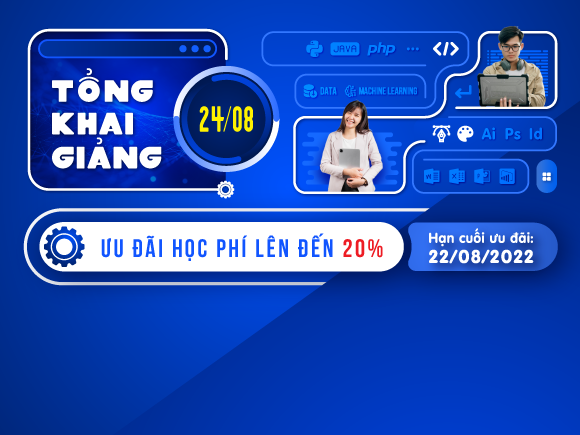 TỔNG
KHAI
GIẢNG
24/08
JAVA php ... </>
DATA
MACHINE LEARNING
Ai Ps Id
ƯU ĐÃI HỌC PHÍ LÊN ĐẾN 20%
Hạn cuối ưu đãi:
22/08/2022